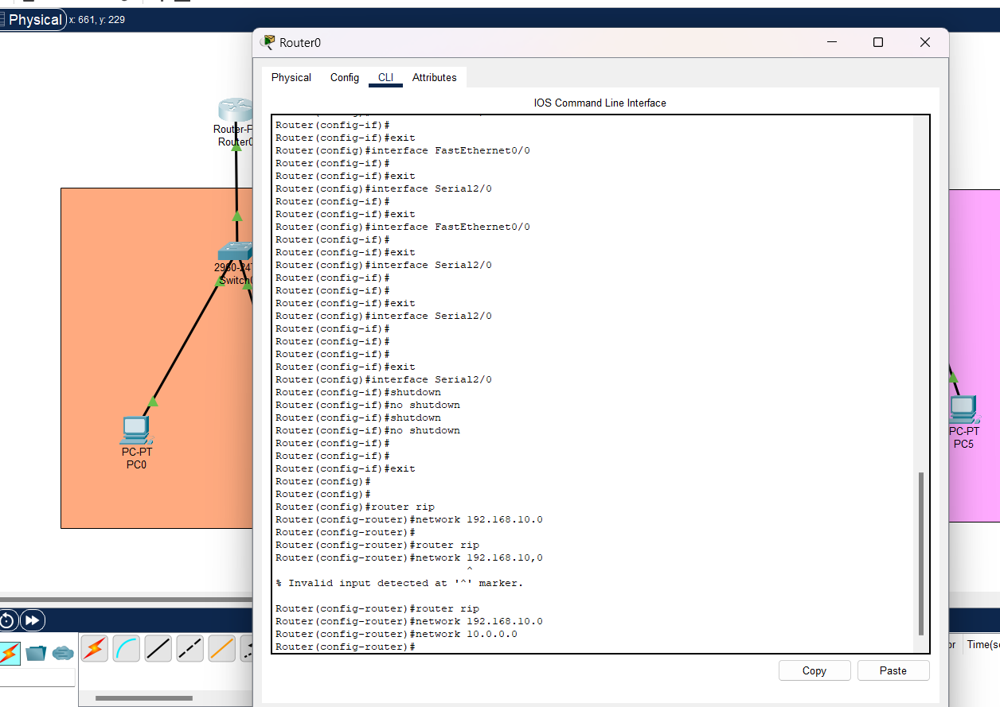 Physical x: 661, y: 229
Router0
Physical Config CLI Attributes
IOS Command Line Interface
Router(config-if)#
Router(config-if)#exit
Router(config)#interface FastEthernet0/0
Router(config-if)#
Router(config-if)#exit
Router(config)#interface Serial2/0
Router(config-if)#
Router(config-if)#exit
Router(config)#interface FastEthernet0/0
Router(config-if)#
Router(config-if)#exit
Router(config)#interface Serial2/0
Router(config-if)#
Router(config-if)#
Router(config-if)#exit
Router(config)#interface Serial2/0
Router(config-if)#
Router(config-if)#
Router(config-if)#
Router(config-if)#exit
Router(config)#interface Serial2/0
Router(config-if)#shutdown
Router(config-if)#no shutdown
Router(config-if)#shutdown
Router(config-if)#no shutdown
Router(config-if)#
Router(config-if)#
Router(config-if)#exit
Router(config)#
Router(config)#
Router(config)#router rip
Router(config-router)#network 192.168.10.0
Router(config-router)#
Router(config-router)#router rip
Router(config-router)#network 192.168.10,0
^
% Invalid input detected at '^' marker.
Router(config-router)#router rip
Router(config-router)#network 192.168.10.0
Router(config-router)#network 10.0.0.0
Router(config-router)#
Copy Paste
Router-P
Router0
2960-24T
Switch0
PC-PT
PC0
PC-PT
PC5
Time(s